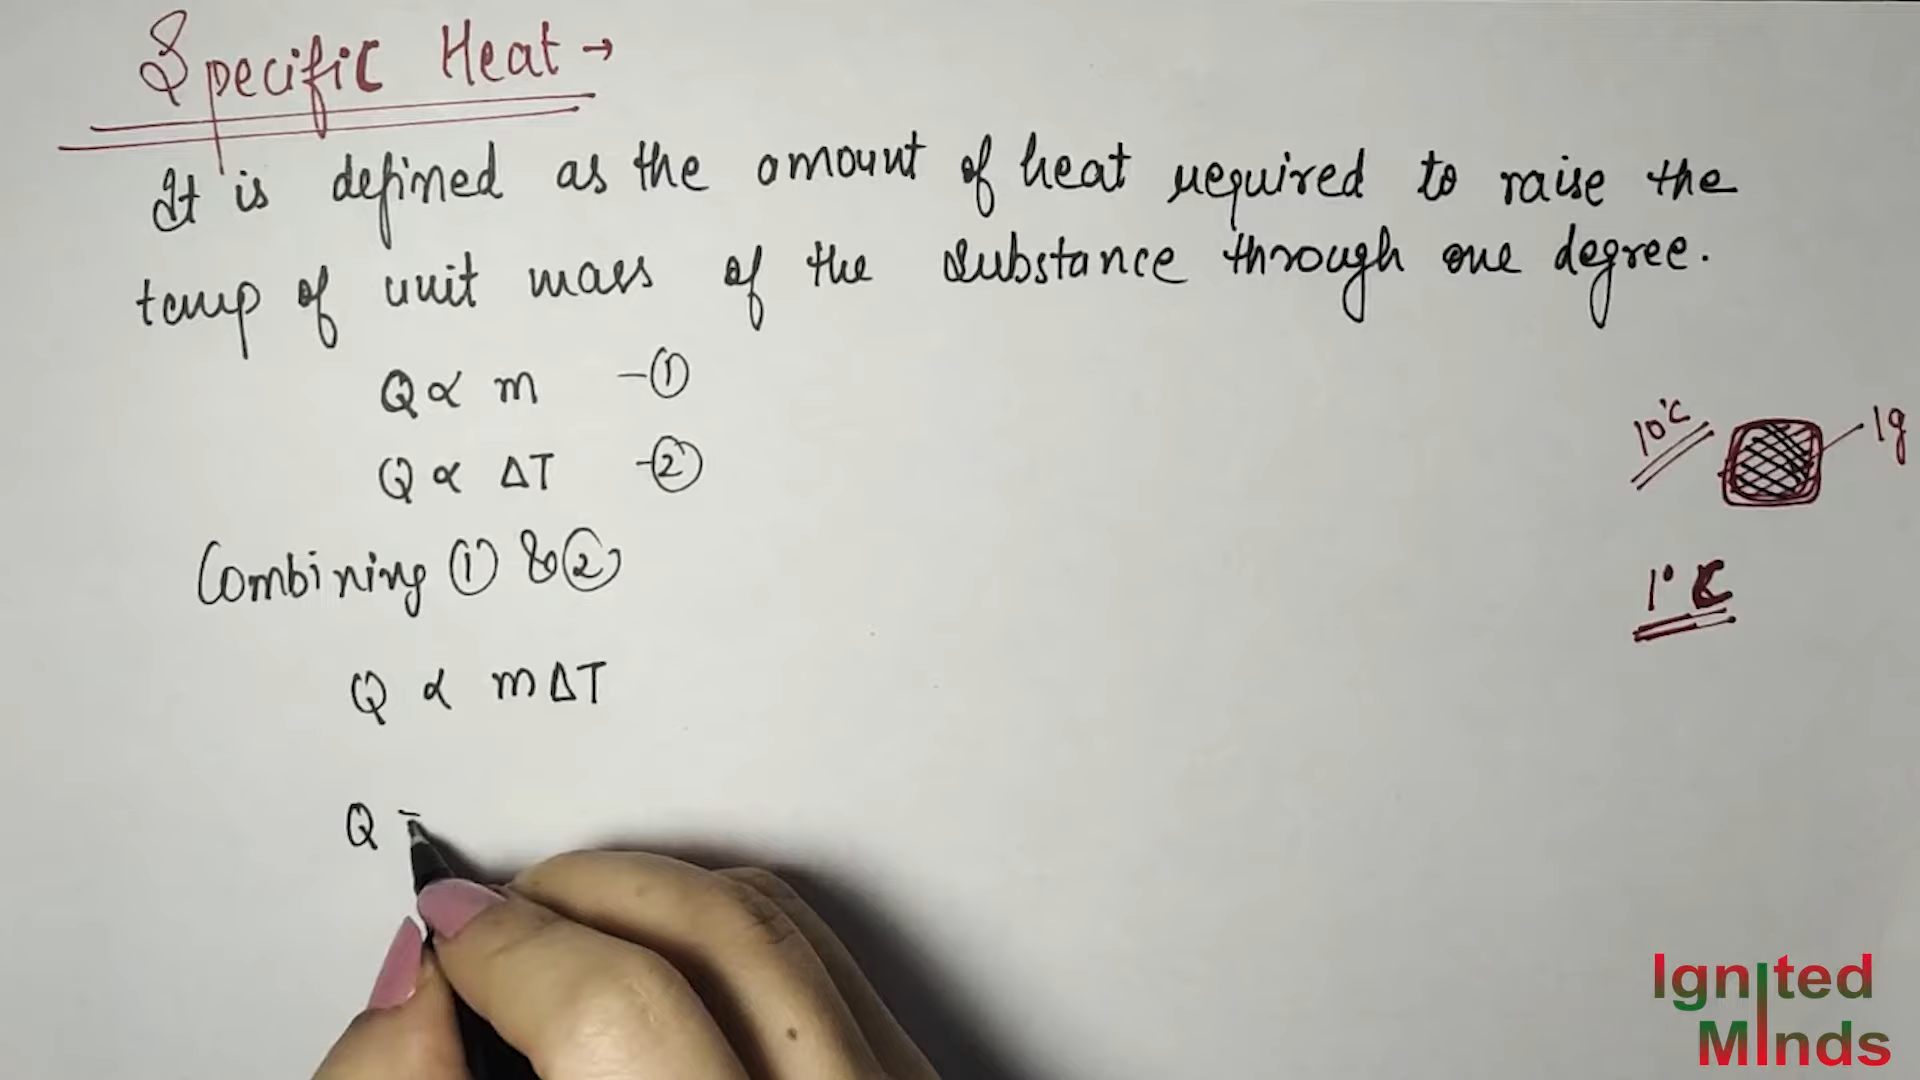 Specific Heat →
It is defined as the amount of heat required to raise the
temp of unit mass of the substance through one degree.
Q ∝ m -①
Q ∝ ΔT -②
Combining ① & ②
Q ∝ mΔT
Q =
10°C
1g
1°C
Ignited
Minds